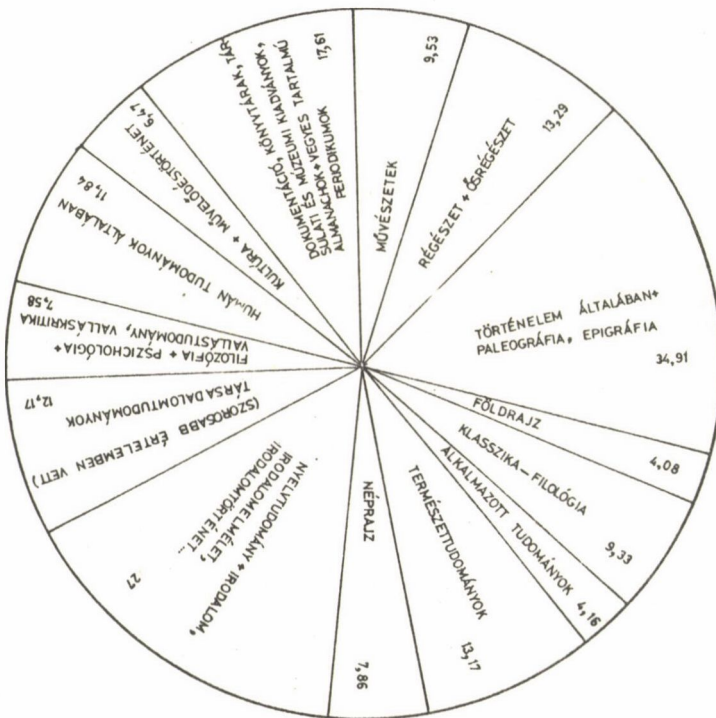 MŰVÉSZETEK
9,53
RÉGÉSZET + ŐSRÉGÉSZET
13,29
TÖRTÉNELEM ÁLTALÁBAN+
PALEOGRÁFIA, EPIGRÁFIA
34,91
FÖLDRAJZ
4,08
KLASSZIKA-FILOLÓGIA
9,33
ALKALMAZOTT TUDOMÁNYOK
4,16
TERMÉSZETTUDOMÁNYOK
13,17
NÉPRAJZ
7,86
NYELVTUDOMÁNY + IRODALOM,
IRODALOMELMÉLET,
IRODALOMTÖRTÉNET...
27
(SZOROSABB ÉRTELEMBEN VETT)
TÁRSADALOMTUDOMÁNYOK
12,17
FILOZÓFIA + PSZICHOLÓGIA+
VALLÁSTUDOMÁNY, VALLÁSKRITIKA
7,58
HUMÁN TUDOMÁNYOK ÁLTALÁBAN
11,84
KULTÚRA + MŰVELŐDÉSTÖRTÉNET
6,47
DOKUMENTÁCIÓ, KÖNYVTÁRAK, TÁR-
SULATI ÉS MÚZEUMI KIADVÁNYOK,
ALMANACHOK+VEGYES TARTALMÚ
PERIODIKUMOK
17,61